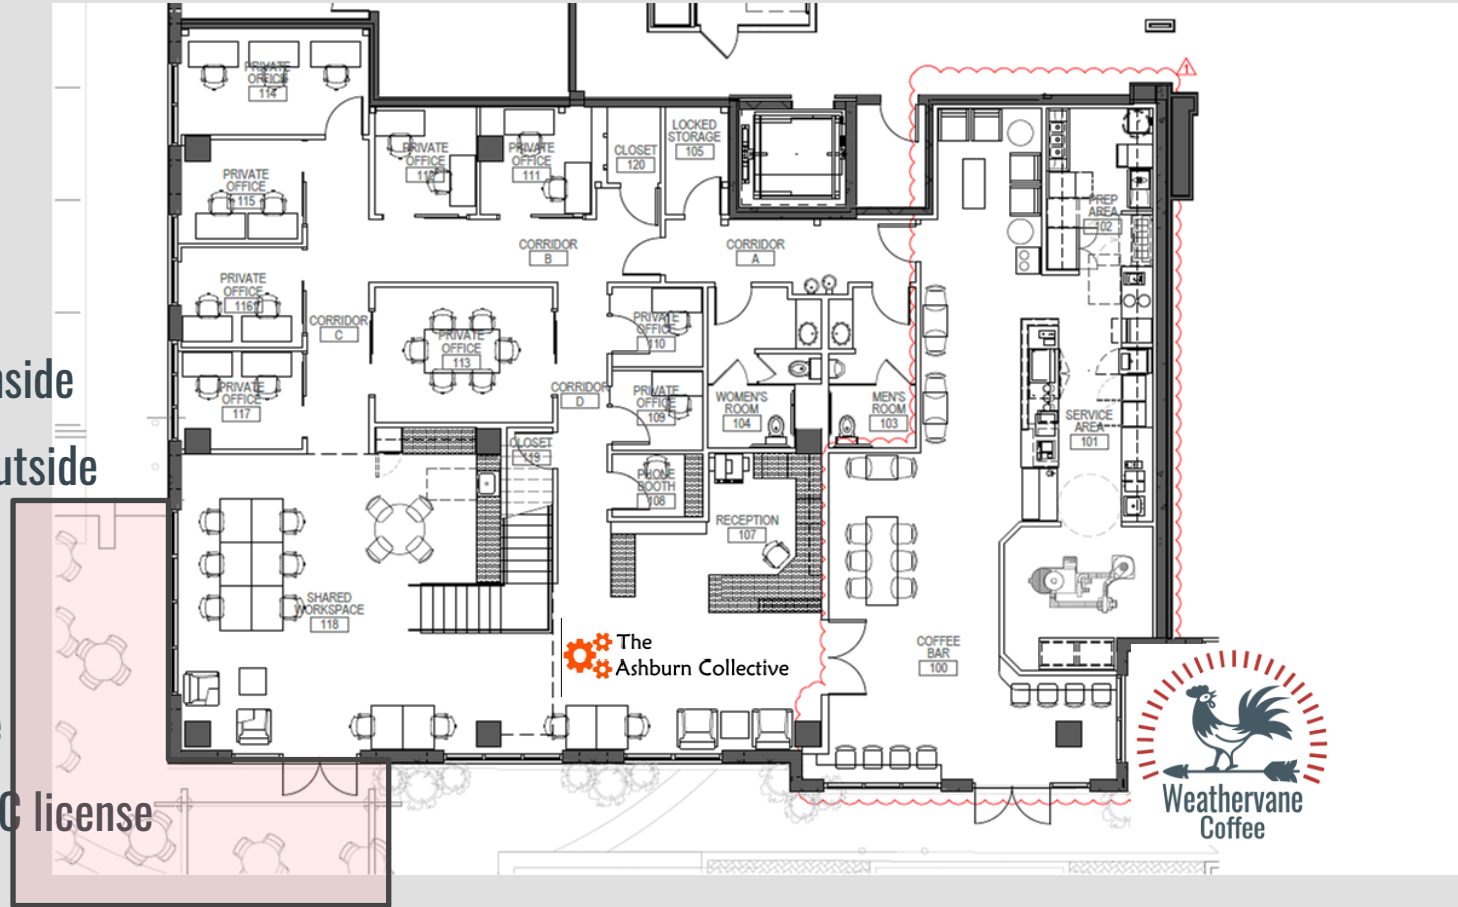 1
PRIVATE
OFFICE
114
LOCKED
STORAGE
105
PRIVATE
OFFICE
PRIVATE
OFFICE
111
CLOSET
120
PRIVATE
OFFICE
115
PREP
AREA
102
CORRIDOR
B
CORRIDOR
A
PRIVATE
OFFICE
116
CORRIDOR
C
PRIVATE
OFFICE
110
PRIVATE
OFFICE
113
nside
PRIVATE
OFFICE
117
CORRIDOR
D
PRIVATE
OFFICE
109
WOMEN'S
ROOM
104
MEN'S
ROOM
103
SERVICE
AREA
101
utside
CLOSET
119
PHONE
BOOTH
108
RECEPTION
107
SHARED
WORKSPACE
118
The
Ashburn Collective
COFFEE
BAR
100
C license
Weathervane
Coffee